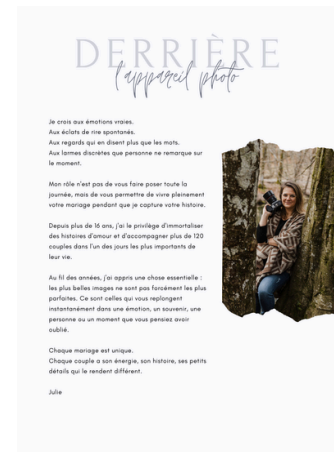 DERRIÈRE
l'appareil photo
Je crois aux émotions vraies.
Aux éclats de rire spontanés.
Aux regards qui en disent plus que les mots.
Aux larmes discrètes que personne ne remarque sur
le moment.
Mon rôle n'est pas de vous faire poser toute la
journée, mais de vous permettre de vivre pleinement
votre mariage pendant que je capture votre histoire.
Depuis plus de 16 ans, j'ai le privilège d'immortaliser
des histoires d'amour et d'accompagner plus de 120
couples dans l'un des jours les plus importants de
leur vie.
Au fil des années, j'ai appris une chose essentielle :
les plus belles images ne sont pas forcément les plus
parfaites. Ce sont celles qui vous replongent
instantanément dans une émotion, un souvenir, une
personne ou un moment que vous pensiez avoir
oublié.
Chaque mariage est unique.
Chaque couple a son énergie, son histoire, ses petits
détails qui le rendent différent.
Julie